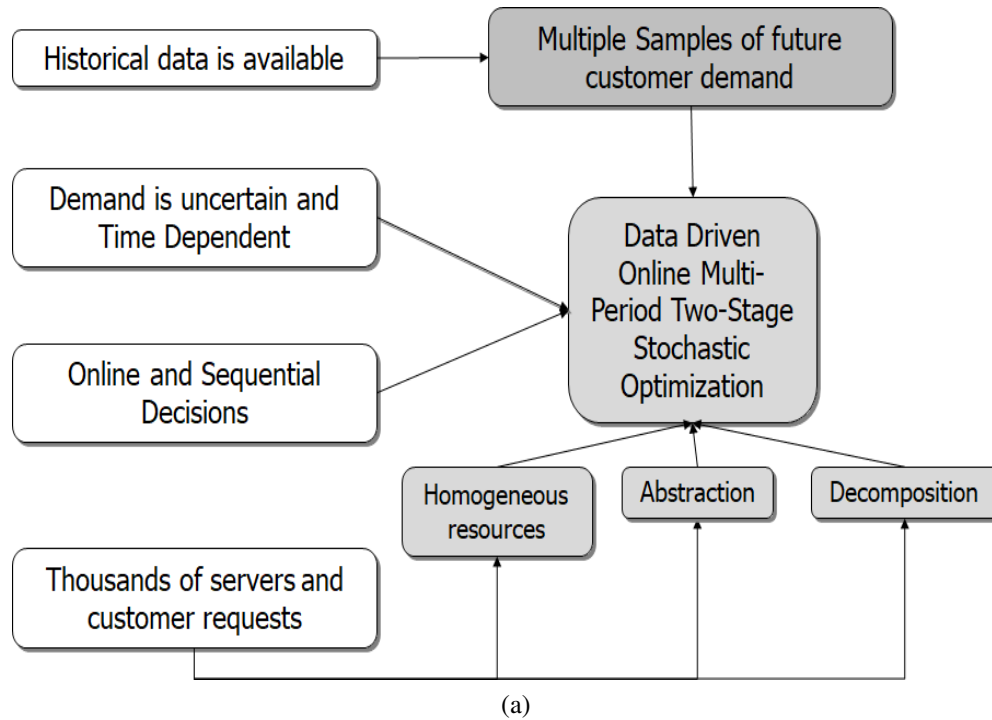 Historical data is available
Multiple Samples of future
customer demand
Demand is uncertain and
Time Dependent
Data Driven
Online Multi-
Period Two-Stage
Stochastic
Optimization
Online and Sequential
Decisions
Homogeneous
resources
Abstraction
Decomposition
Thousands of servers and
customer requests
(a)